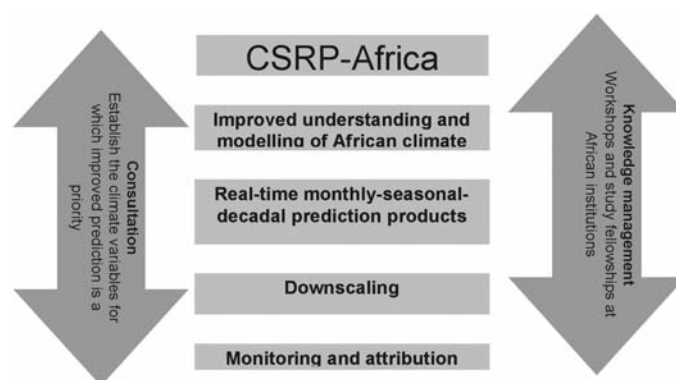 CSRP-Africa
Consultation
Establish the climate variables for
which improved prediction is a
priority
Improved understanding and
modelling of African climate
Real-time monthly-seasonal-
decadal prediction products
Downscaling
Monitoring and attribution
Knowledge management
Workshops and study fellowships at
African institutions